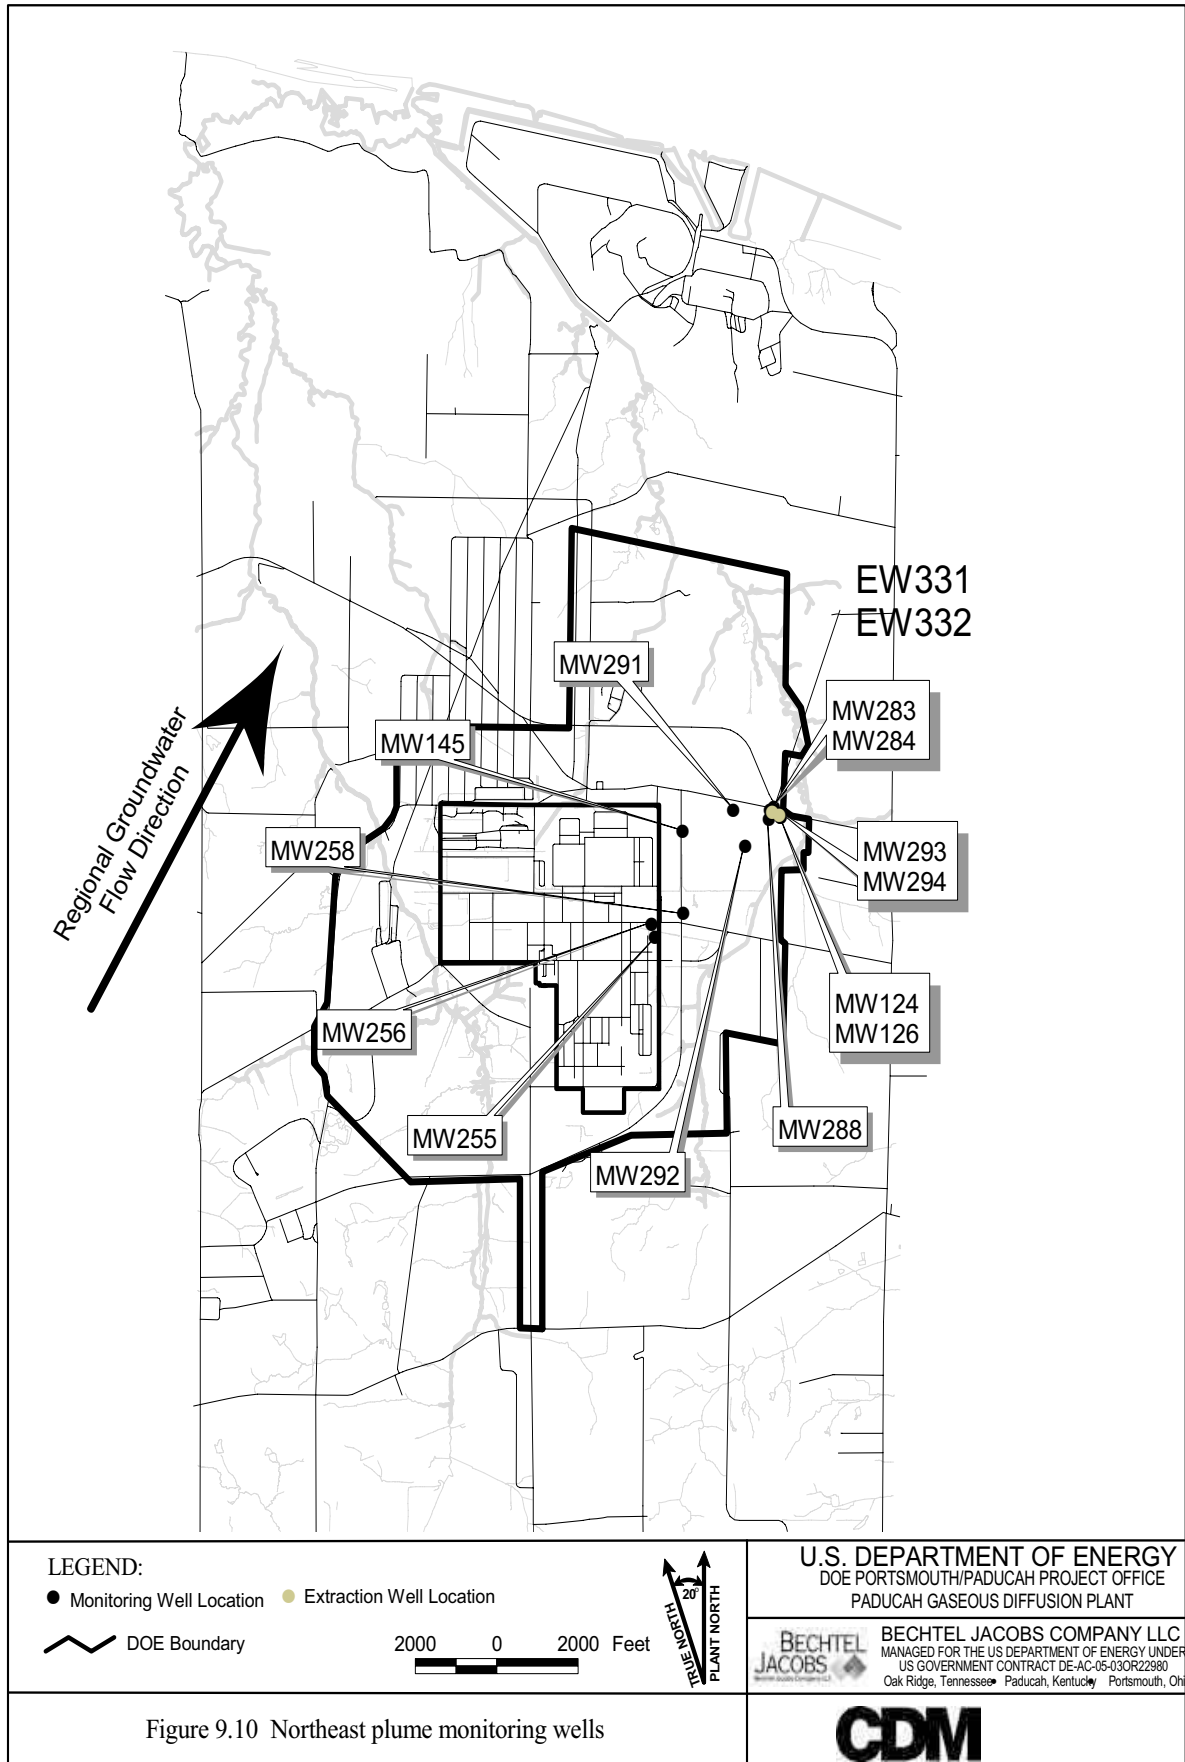 EW331
EW332
MW291
MW283
MW284
MW145
Regional Groundwater
Flow Direction
MW258
MW293
MW294
MW256
MW124
MW126
MW255
MW288
MW292
LEGEND:
Monitoring Well Location
Extraction Well Location
DOE Boundary
2000 0 2000 Feet
20°
TRUE NORTH
PLANT NORTH
U.S. DEPARTMENT OF ENERGY
DOE PORTSMOUTH/PADUCAH PROJECT OFFICE
PADUCAH GASEOUS DIFFUSION PLANT
BECHTEL
JACOBS
Bechtel Jacobs Company LLC
BECHTEL JACOBS COMPANY LLC
MANAGED FOR THE US DEPARTMENT OF ENERGY UNDER
US GOVERNMENT CONTRACT DE-AC-05-03OR22980
Oak Ridge, Tennessee• Paducah, Kentucky• Portsmouth, Ohi
Figure 9.10 Northeast plume monitoring wells
CDM